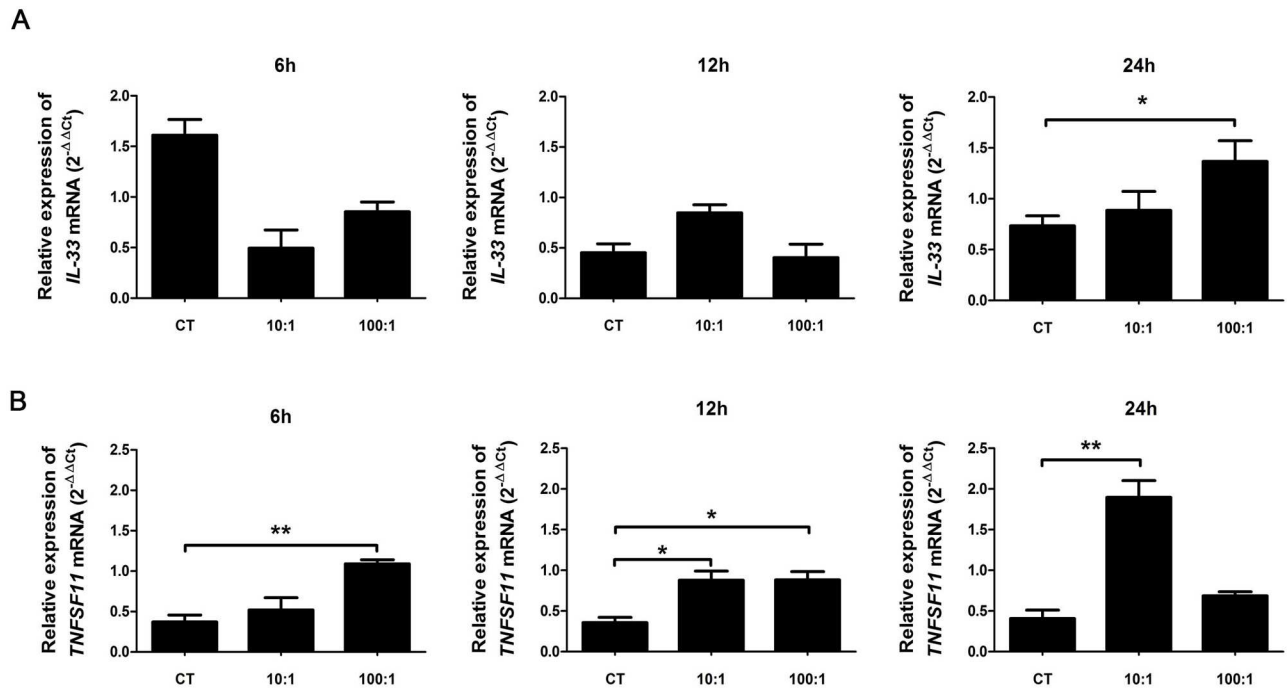 A
6h
Relative expression of
IL-33 mRNA (2-ΔΔCt)
2.0
1.5
1.0
0.5
0.0
CT 10:1 100:1
12h
Relative expression of
IL-33 mRNA (2-ΔΔCt)
2.0
1.5
1.0
0.5
0.0
CT 10:1 100:1
24h
Relative expression of
IL-33 mRNA (2-ΔΔCt)
2.0
1.5
1.0
0.5
0.0
*
CT 10:1 100:1
B
6h
Relative expression of
TNFSF11 mRNA (2-ΔΔCt)
2.5
2.0
1.5
1.0
0.5
0.0
**
CT 10:1 100:1
12h
Relative expression of
TNFSF11 mRNA (2-ΔΔCt)
2.5
2.0
1.5
1.0
0.5
0.0
*
*
CT 10:1 100:1
24h
Relative expression of
TNFSF11 mRNA (2-ΔΔCt)
2.5
2.0
1.5
1.0
0.5
0.0
**
CT 10:1 100:1